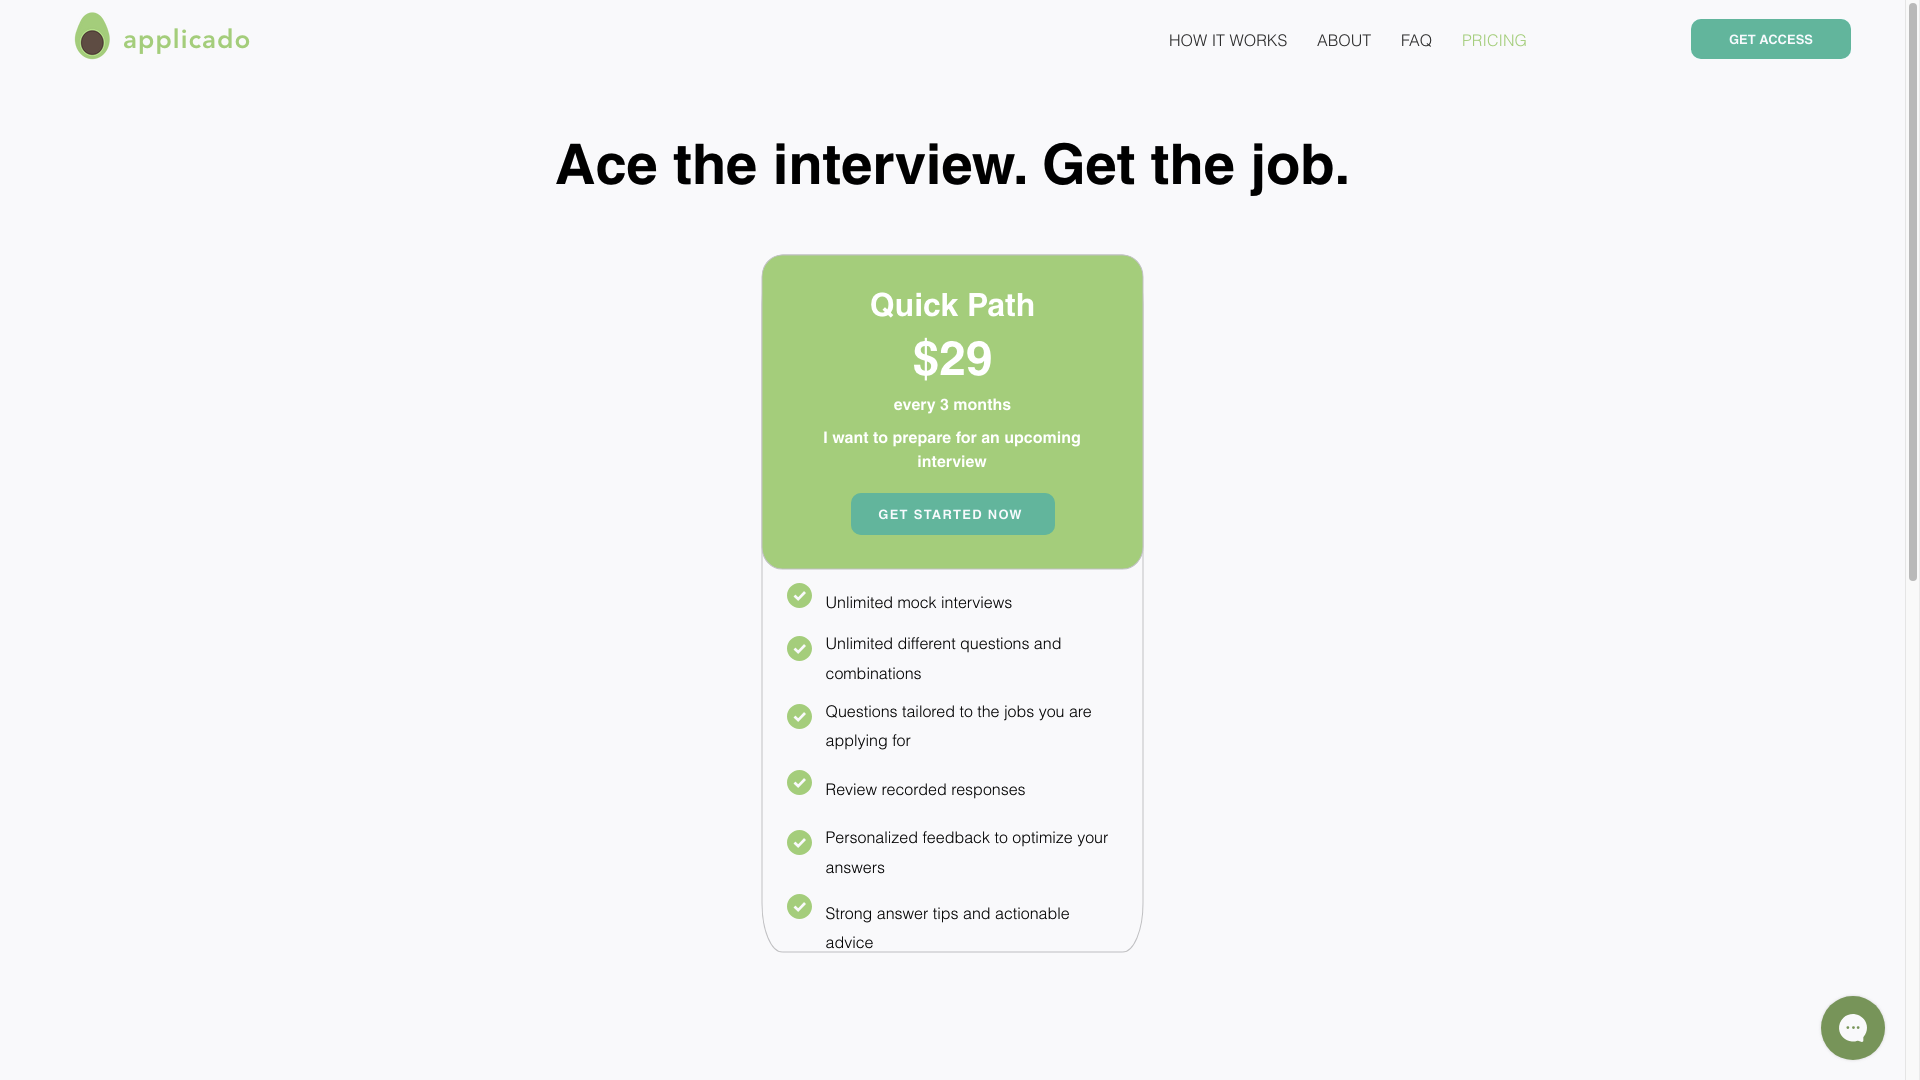 applicado
HOW IT WORKS
ABOUT
FAQ
PRICING
GET ACCESS
Ace the interview. Get the job.
Quick Path
$29
every 3 months
I want to prepare for an upcoming
interview
GET STARTED NOW
Unlimited mock interviews
Unlimited different questions and
combinations
Questions tailored to the jobs you are
applying for
Review recorded responses
Personalized feedback to optimize your
answers
Strong answer tips and actionable
advice